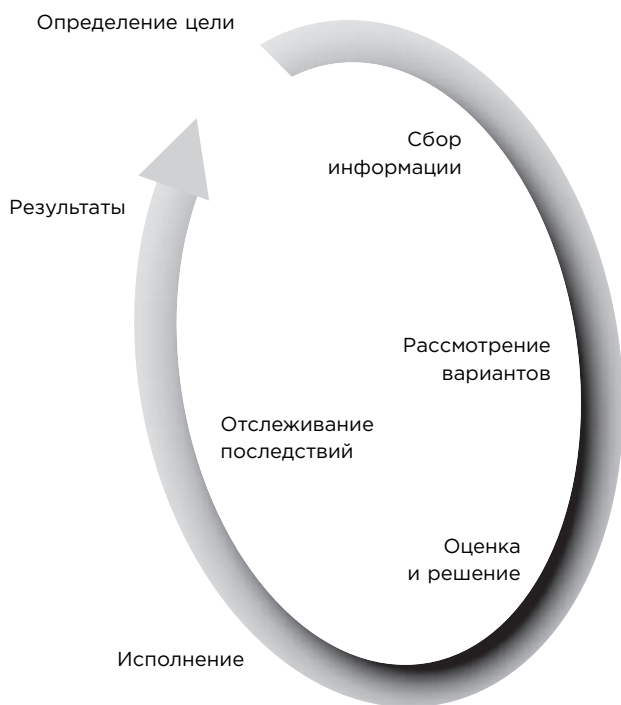 Определение цели
Сбор
информации
Рассмотрение
вариантов
Оценка
и решение
Исполнение
Отслеживание
последствий
Результаты